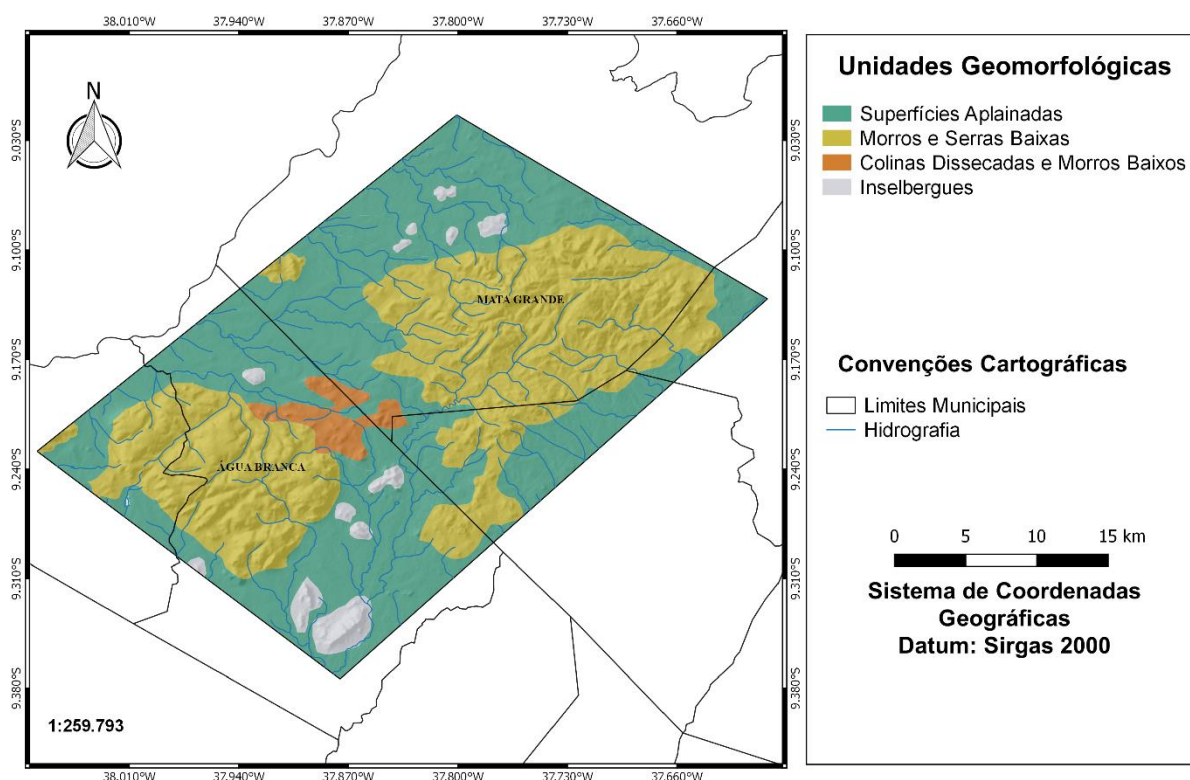 38.010°W 37.940°W 37.870°W 37.800°W 37.730°W 37.660°W
N
9.030°S
9.100°S
9.170°S
9.240°S
9.310°S
9.380°S
9.030°S
9.100°S
9.170°S
9.240°S
9.310°S
9.380°S
MATA GRANDE
ÁGUA BRANCA
1:259.793
38.010°W 37.940°W 37.870°W 37.800°W 37.730°W 37.660°W
Unidades Geomorfológicas
Superfícies Aplainadas
Morros e Serras Baixas
Colinas Dissecadas e Morros Baixos
Inselbergues
Convenções Cartográficas
Limites Municipais
Hidrografia
0 5 10 15 km
Sistema de Coordenadas
Geográficas
Datum: Sirgas 2000